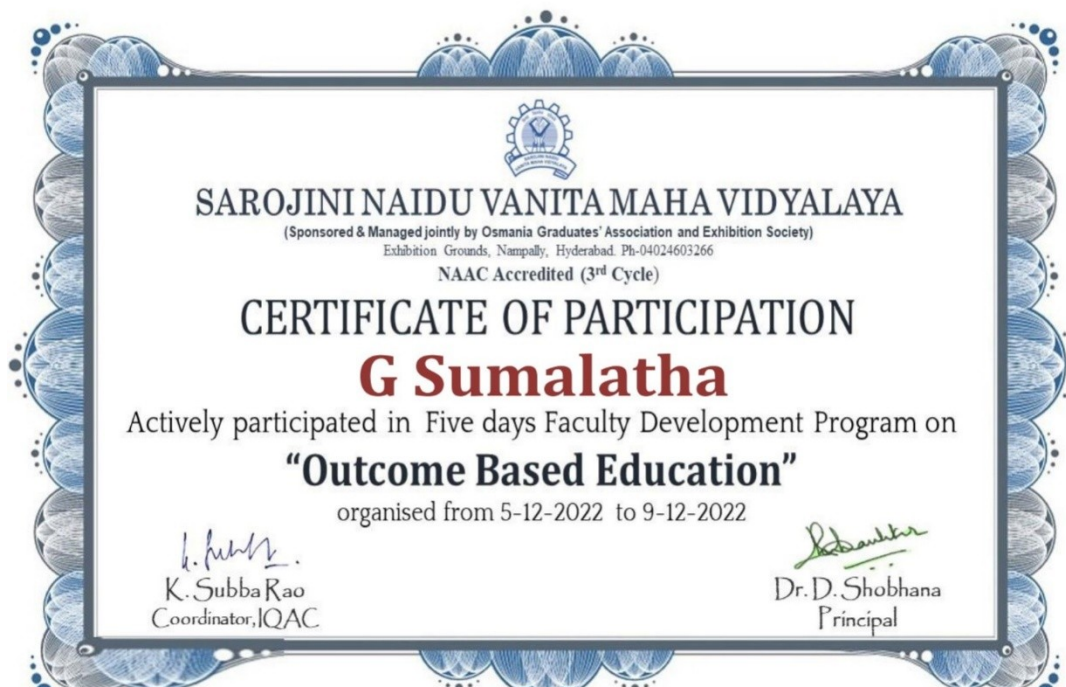 SAROJINI NAIDU VANITA MAHA VIDYALAYA
(Sponsored & Managed jointly by Osmania Graduates' Association and Exhibition Society)
Exhibition Grounds, Nampally, Hyderabad. Ph-04024603266
NAAC Accredited (3rd Cycle)
CERTIFICATE OF PARTICIPATION
G Sumalatha
Actively participated in Five days Faculty Development Program on
“Outcome Based Education”
organised from 5-12-2022 to 9-12-2022
K. Subba Rao
Coordinator, IQAC
Dr. D. Shobhana
Principal